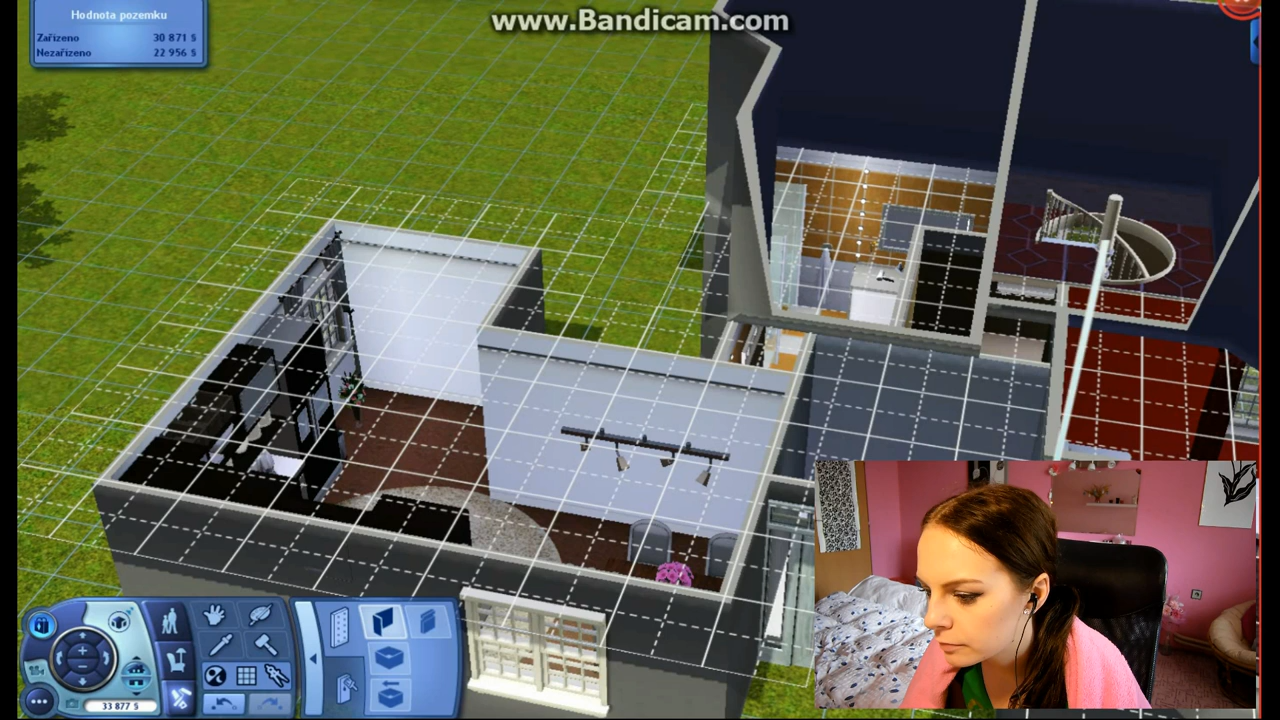 www.Bandicam.com
Hodnota pozemku
Zařízeno 30 871 §
Nezařízeno 22 956 §
33 877 §